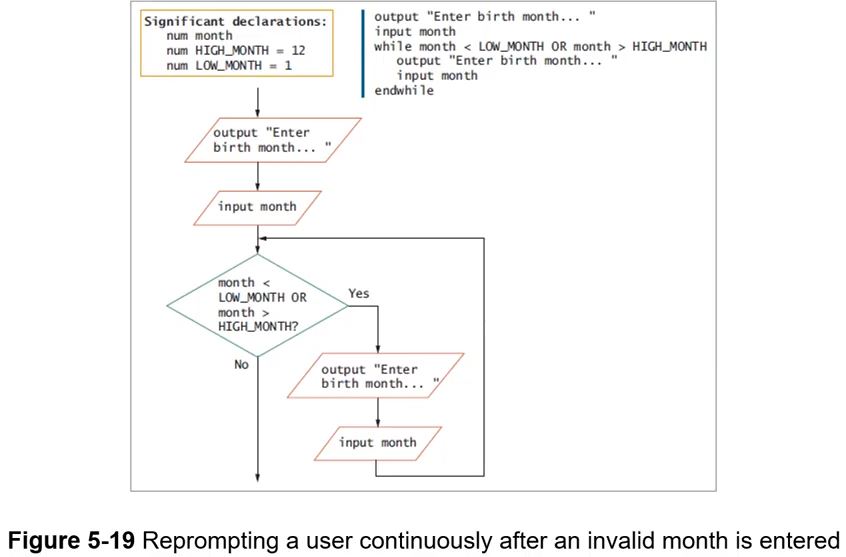 Significant declarations:
num month
num HIGH_MONTH = 12
num LOW_MONTH = 1
output "Enter birth month... "
input month
while month < LOW_MONTH OR month > HIGH_MONTH
output "Enter birth month... "
input month
endwhile
output "Enter
birth month... "
input month
month <
LOW_MONTH OR
month >
HIGH_MONTH?
Yes
No
output "Enter
birth month... "
input month
Figure 5-19 Reprompting a user continuously after an invalid month is entered